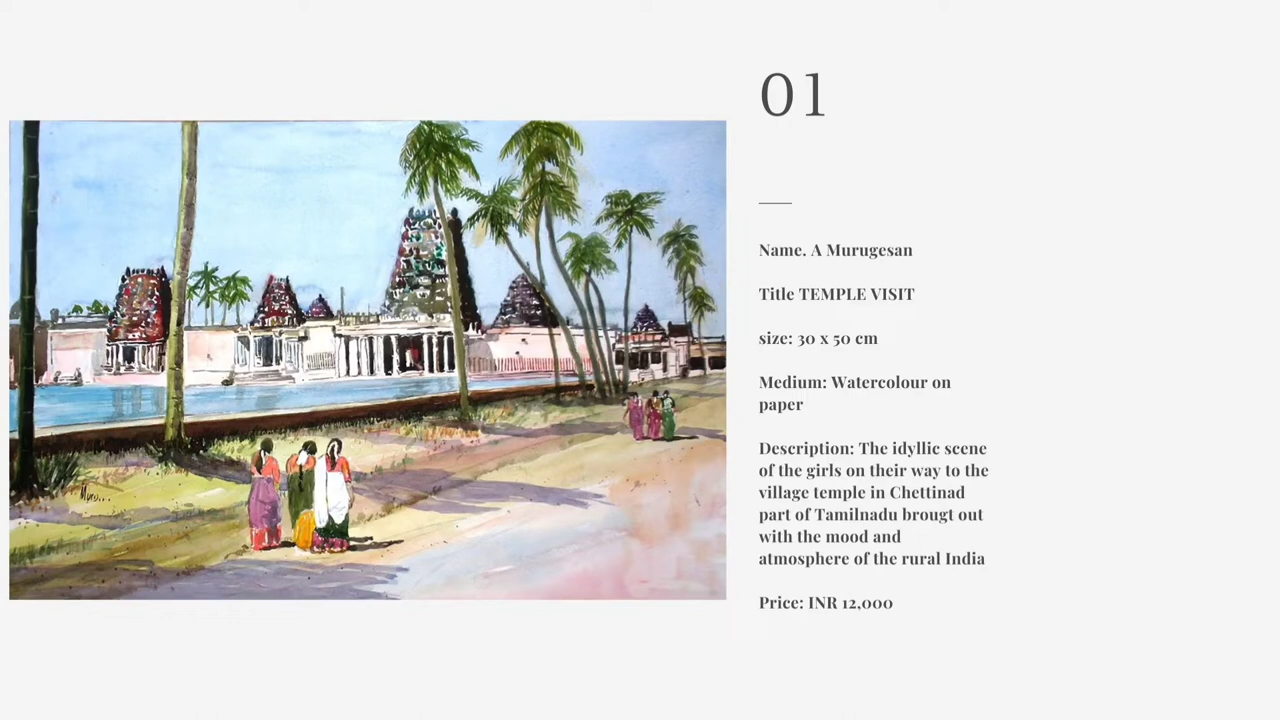 01
Name. A Murugesan
Title TEMPLE VISIT
size: 30 x 50 cm
Medium: Watercolour on
paper
Description: The idyllic scene
of the girls on their way to the
village temple in Chettinad
part of Tamilnadu brougt out
with the mood and
atmosphere of the rural India
Price: INR 12,000